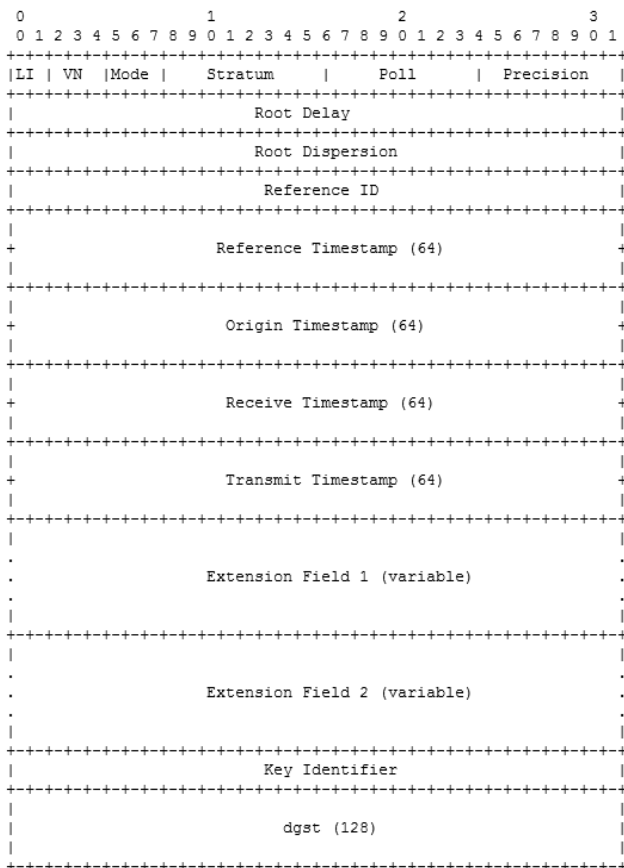 0                   1                   2                   3
0 1 2 3 4 5 6 7 8 9 0 1 2 3 4 5 6 7 8 9 0 1 2 3 4 5 6 7 8 9 0 1
+-+-+-+-+-+-+-+-+-+-+-+-+-+-+-+-+-+-+-+-+-+-+-+-+-+-+-+-+-+-+-+-+
|LI | VN |Mode | Stratum | Poll | Precision |
+-+-+-+-+-+-+-+-+-+-+-+-+-+-+-+-+-+-+-+-+-+-+-+-+-+-+-+-+-+-+-+-+
| Root Delay |
+-+-+-+-+-+-+-+-+-+-+-+-+-+-+-+-+-+-+-+-+-+-+-+-+-+-+-+-+-+-+-+-+
| Root Dispersion |
+-+-+-+-+-+-+-+-+-+-+-+-+-+-+-+-+-+-+-+-+-+-+-+-+-+-+-+-+-+-+-+-+
| Reference ID |
+-+-+-+-+-+-+-+-+-+-+-+-+-+-+-+-+-+-+-+-+-+-+-+-+-+-+-+-+-+-+-+-+
| |
+ Reference Timestamp (64) +
| |
+-+-+-+-+-+-+-+-+-+-+-+-+-+-+-+-+-+-+-+-+-+-+-+-+-+-+-+-+-+-+-+-+
| |
+ Origin Timestamp (64) +
| |
+-+-+-+-+-+-+-+-+-+-+-+-+-+-+-+-+-+-+-+-+-+-+-+-+-+-+-+-+-+-+-+-+
| |
+ Receive Timestamp (64) +
| |
+-+-+-+-+-+-+-+-+-+-+-+-+-+-+-+-+-+-+-+-+-+-+-+-+-+-+-+-+-+-+-+-+
| |
+ Transmit Timestamp (64) +
| |
+-+-+-+-+-+-+-+-+-+-+-+-+-+-+-+-+-+-+-+-+-+-+-+-+-+-+-+-+-+-+-+-+
| |
. .
. Extension Field 1 (variable) .
. .
| |
+-+-+-+-+-+-+-+-+-+-+-+-+-+-+-+-+-+-+-+-+-+-+-+-+-+-+-+-+-+-+-+-+
| |
. .
. Extension Field 2 (variable) .
. .
| |
+-+-+-+-+-+-+-+-+-+-+-+-+-+-+-+-+-+-+-+-+-+-+-+-+-+-+-+-+-+-+-+-+
| Key Identifier |
+-+-+-+-+-+-+-+-+-+-+-+-+-+-+-+-+-+-+-+-+-+-+-+-+-+-+-+-+-+-+-+-+
| |
| dgst (128) |
| |
+-+-+-+-+-+-+-+-+-+-+-+-+-+-+-+-+-+-+-+-+-+-+-+-+-+-+-+-+-+-+-+-+